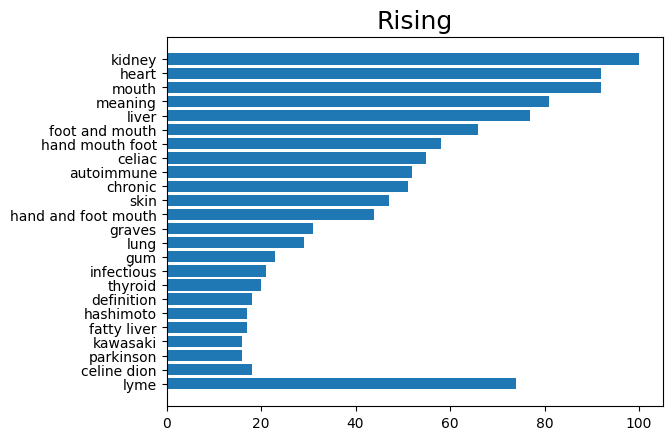 Rising
kidney
heart
mouth
meaning
liver
foot and mouth
hand mouth foot
celiac
autoimmune
chronic
skin
hand and foot mouth
graves
lung
gum
infectious
thyroid
definition
hashimoto
fatty liver
kawasaki
parkinson
celine dion
lyme
0 20 40 60 80 100